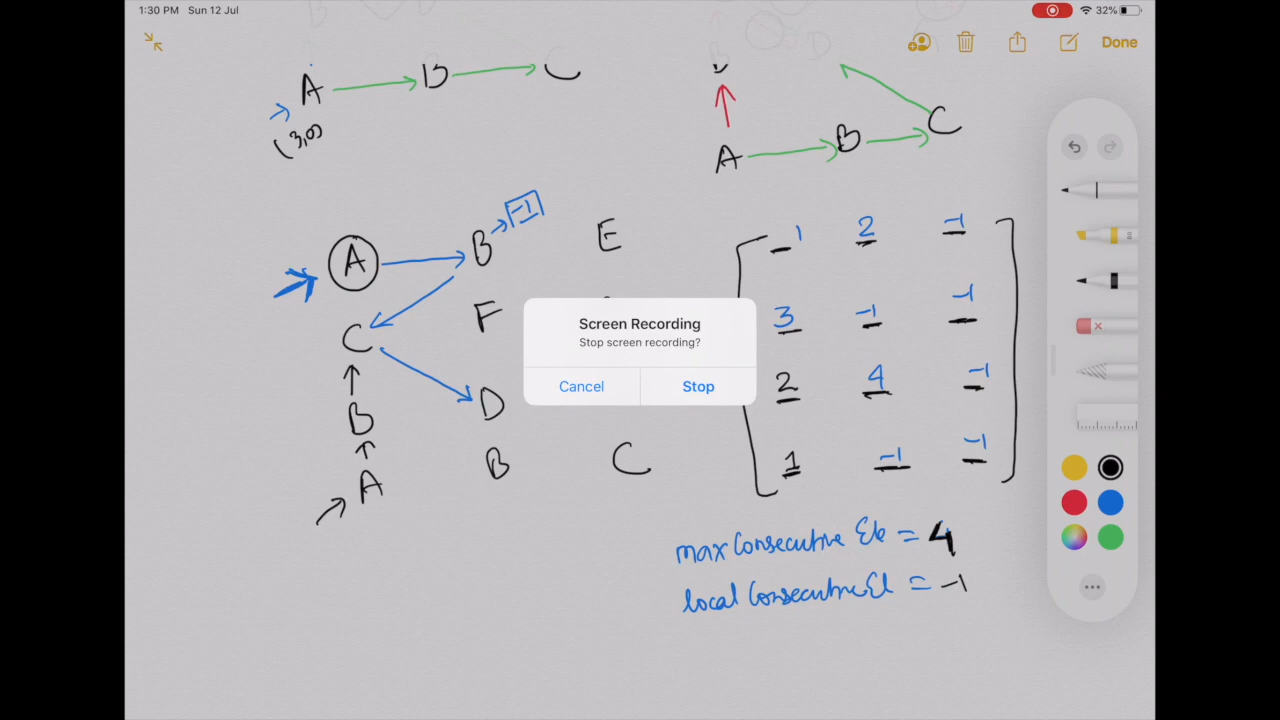 1:30 PM Sun 12 Jul
32%
Done
A B C
(3,0)
A B C
-1
A B E
C F
D
B
B C
A
1 2 -1
3 -1 -1
2 4 -1
1 -1 -1
Screen Recording
Stop screen recording?
Cancel Stop
max Consecutive Ele = 4
local Consecutive El = -1